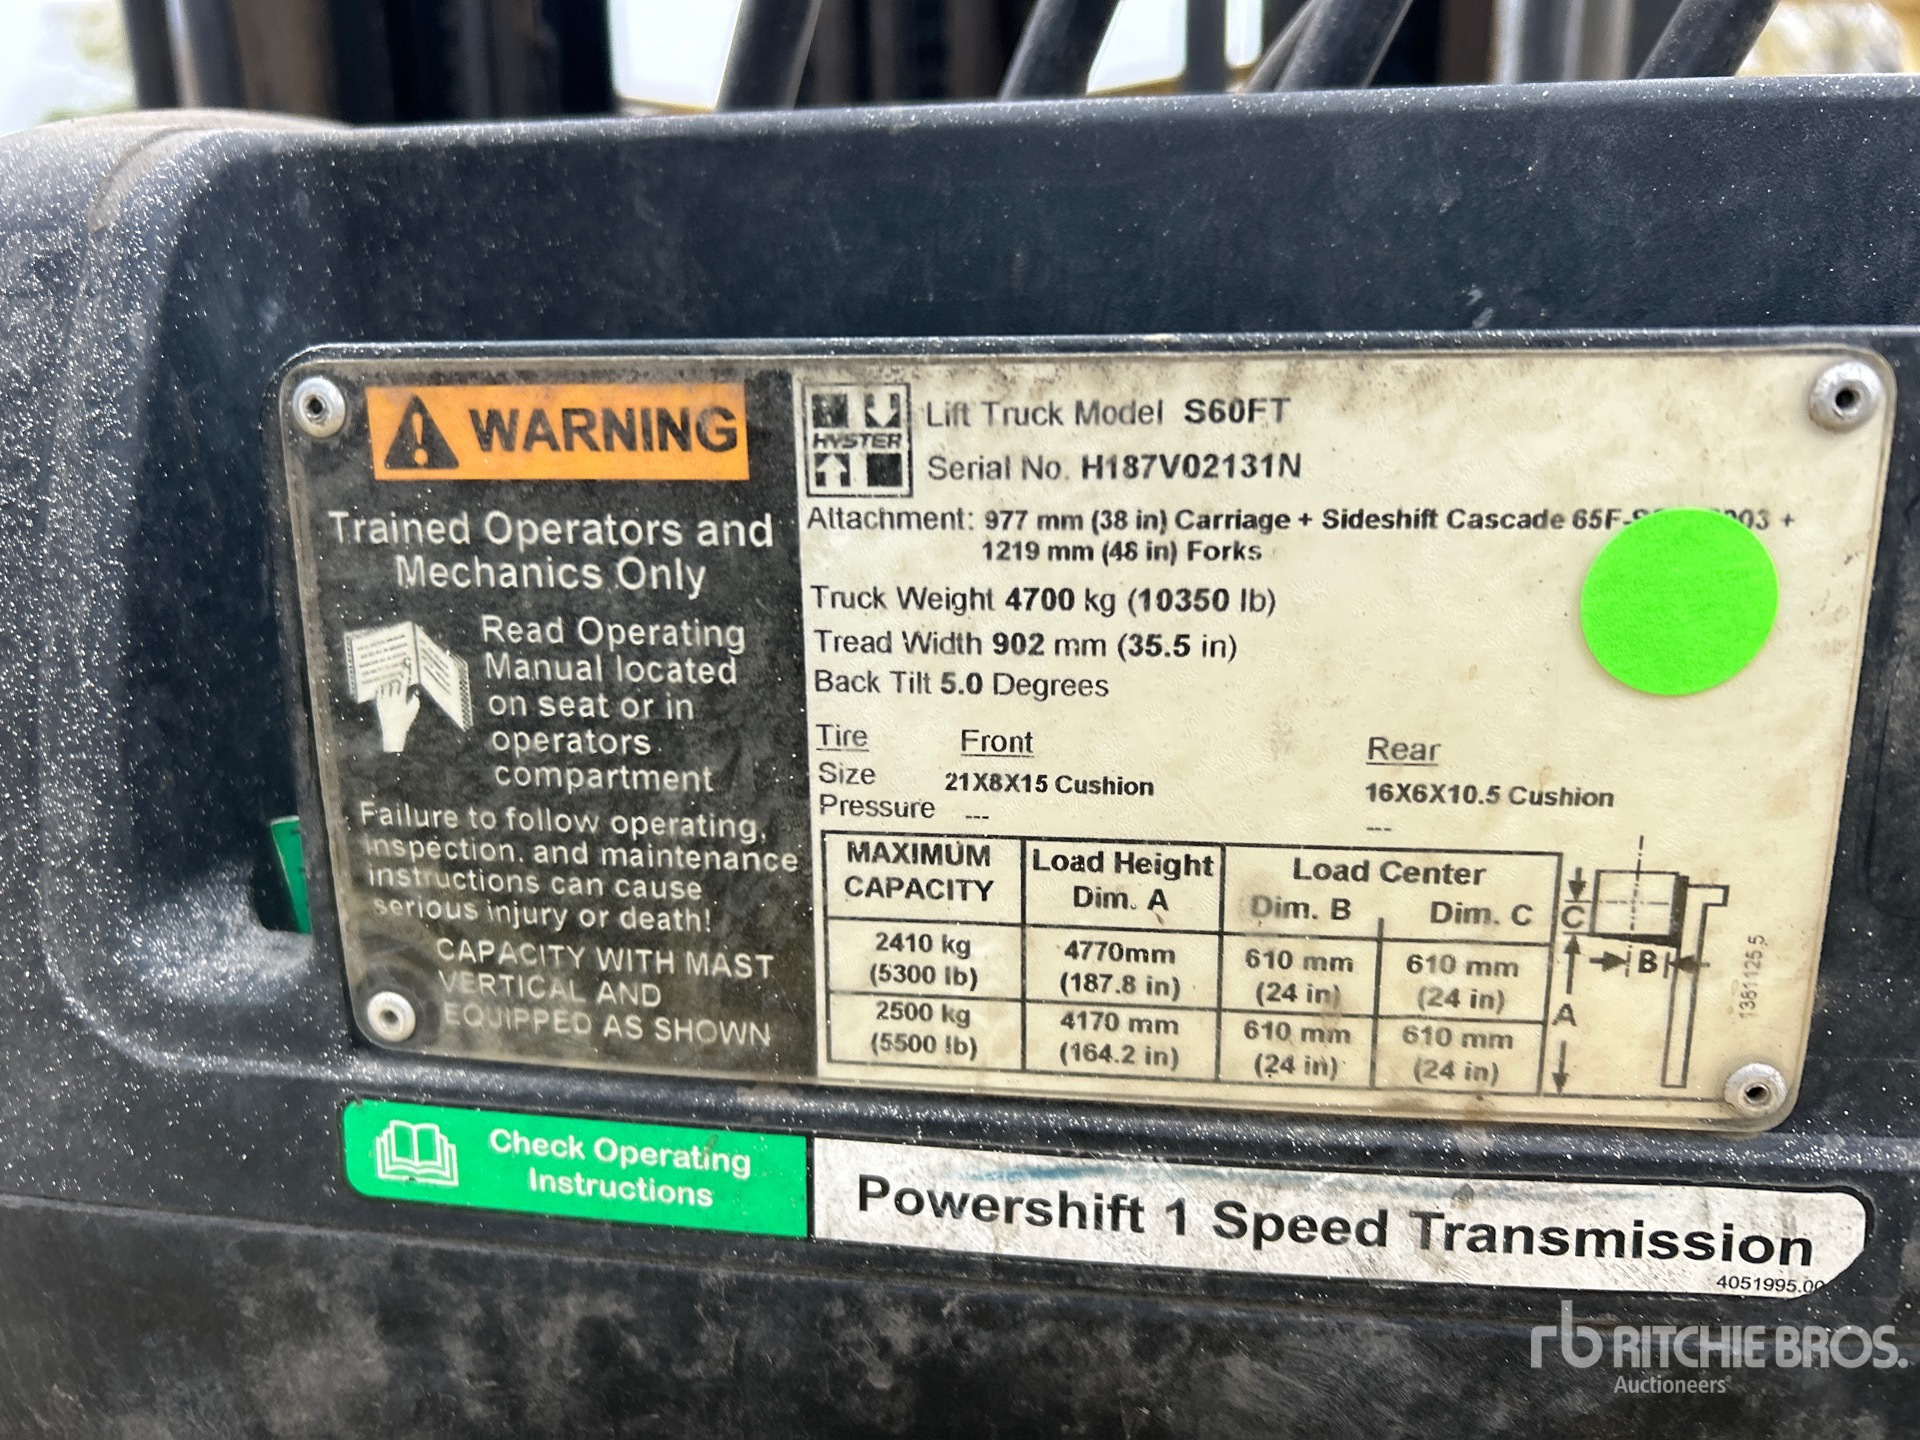 WARNING
Trained Operators and
Mechanics Only
Read Operating
Manual located
on seat or in
operators
compartment
Failure to follow operating,
inspection, and maintenance
instructions can cause
serious injury or death!
CAPACITY WITH MAST
VERTICAL AND
EQUIPPED AS SHOWN
HYSTER
Lift Truck Model S60FT
Serial No. H187V02131N
Attachment: 977 mm (38 in) Carriage + Sideshift Cascade +
1219 mm (48 in) Forks
Truck Weight 4700 kg (10350 lb)
Tread Width 902 mm (35.5 in)
Back Tilt 5.0 Degrees
Tire Front Rear
Size 21X8X15 Cushion 16X6X10.5 Cushion
Pressure --- ---
MAXIMUM CAPACITY Load Height Dim. A Load Center Dim. B Dim. C
2410 kg (5300 lb) 4770mm (187.8 in) 610 mm (24 in) 610 mm (24 in)
2500 kg (5500 lb) 4170 mm (164.2 in) 610 mm (24 in) 610 mm (24 in)
C
B
A
1381125 5
Check Operating
Instructions
Powershift 1 Speed Transmission
rb RITCHIE BROS.
Auctioneers